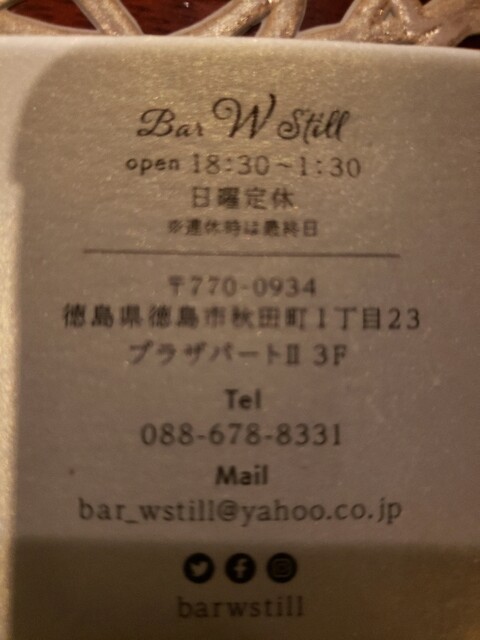 Bar W Still
open 18:30~1:30
日曜定休
※連休時は最終日
〒770-0934
徳島県徳島市秋田町1丁目23
プラザパートⅡ 3F
Tel
088-678-8331
Mail
bar_wstill@yahoo.co.jp
barwstill